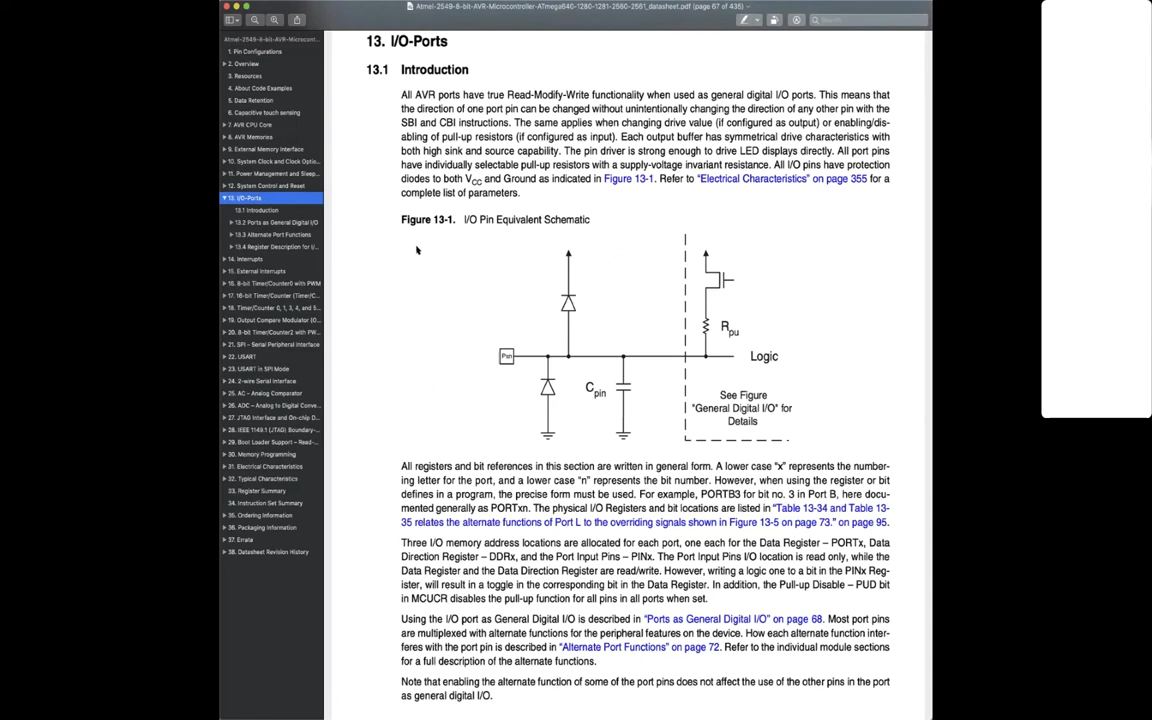 Atmel-2549-8-bit-AVR-Microcontroller-ATmega640-1280-1281-2560-2561_datasheet.pdf (page 67 of 435)
Search
Atmel-2549-8-bit-AVR-Microcont...
1. Pin Configurations
2. Overview
3. Resources
4. About Code Examples
5. Data Retention
6. Capacitive touch sensing
7. AVR CPU Core
8. AVR Memories
9. External Memory Interface
10. System Clock and Clock Optio...
11. Power Management and Sleep...
12. System Control and Reset
13. I/O-Ports
13.1 Introduction
13.2 Ports as General Digital I/O
13.3 Alternate Port Functions
13.4 Register Description for I/...
14. Interrupts
15. External Interrupts
16. 8-bit Timer/Counter0 with PWM
17. 16-bit Timer/Counter (Timer/C...
18. Timer/Counter 0, 1, 3, 4, and 5...
19. Output Compare Modulator (O...
20. 8-bit Timer/Counter2 with PW...
21. SPI – Serial Peripheral Interface
22. USART
23. USART in SPI Mode
24. 2-wire Serial Interface
25. AC – Analog Comparator
26. ADC – Analog to Digital Conve...
27. JTAG Interface and On-chip D...
28. IEEE 1149.1 (JTAG) Boundary-...
29. Boot Loader Support – Read-...
30. Memory Programming
31. Electrical Characteristics
32. Typical Characteristics
33. Register Summary
34. Instruction Set Summary
35. Ordering Information
36. Packaging Information
37. Errata
38. Datasheet Revision History
13. I/O-Ports
13.1 Introduction
All AVR ports have true Read-Modify-Write functionality when used as general digital I/O ports. This means that
the direction of one port pin can be changed without unintentionally changing the direction of any other pin with the
SBI and CBI instructions. The same applies when changing drive value (if configured as output) or enabling/dis-
abling of pull-up resistors (if configured as input). Each output buffer has symmetrical drive characteristics with
both high sink and source capability. The pin driver is strong enough to drive LED displays directly. All port pins
have individually selectable pull-up resistors with a supply-voltage invariant resistance. All I/O pins have protection
diodes to both VCC and Ground as indicated in Figure 13-1. Refer to "Electrical Characteristics" on page 355 for a
complete list of parameters.
Figure 13-1. I/O Pin Equivalent Schematic
Rpu
Pxn
Logic
Cpin
See Figure
"General Digital I/O" for
Details
All registers and bit references in this section are written in general form. A lower case "x" represents the number-
ing letter for the port, and a lower case "n" represents the bit number. However, when using the register or bit
defines in a program, the precise form must be used. For example, PORTB3 for bit no. 3 in Port B, here docu-
mented generally as PORTxn. The physical I/O Registers and bit locations are listed in "Table 13-34 and Table 13-
35 relates the alternate functions of Port L to the overriding signals shown in Figure 13-5 on page 73." on page 95.
Three I/O memory address locations are allocated for each port, one each for the Data Register – PORTx, Data
Direction Register – DDRx, and the Port Input Pins – PINx. The Port Input Pins I/O location is read only, while the
Data Register and the Data Direction Register are read/write. However, writing a logic one to a bit in the PINx Reg-
ister, will result in a toggle in the corresponding bit in the Data Register. In addition, the Pull-up Disable – PUD bit
in MCUCR disables the pull-up function for all pins in all ports when set.
Using the I/O port as General Digital I/O is described in "Ports as General Digital I/O" on page 68. Most port pins
are multiplexed with alternate functions for the peripheral features on the device. How each alternate function inter-
feres with the port pin is described in "Alternate Port Functions" on page 72. Refer to the individual module sections
for a full description of the alternate functions.
Note that enabling the alternate function of some of the port pins does not affect the use of the other pins in the port
as general digital I/O.